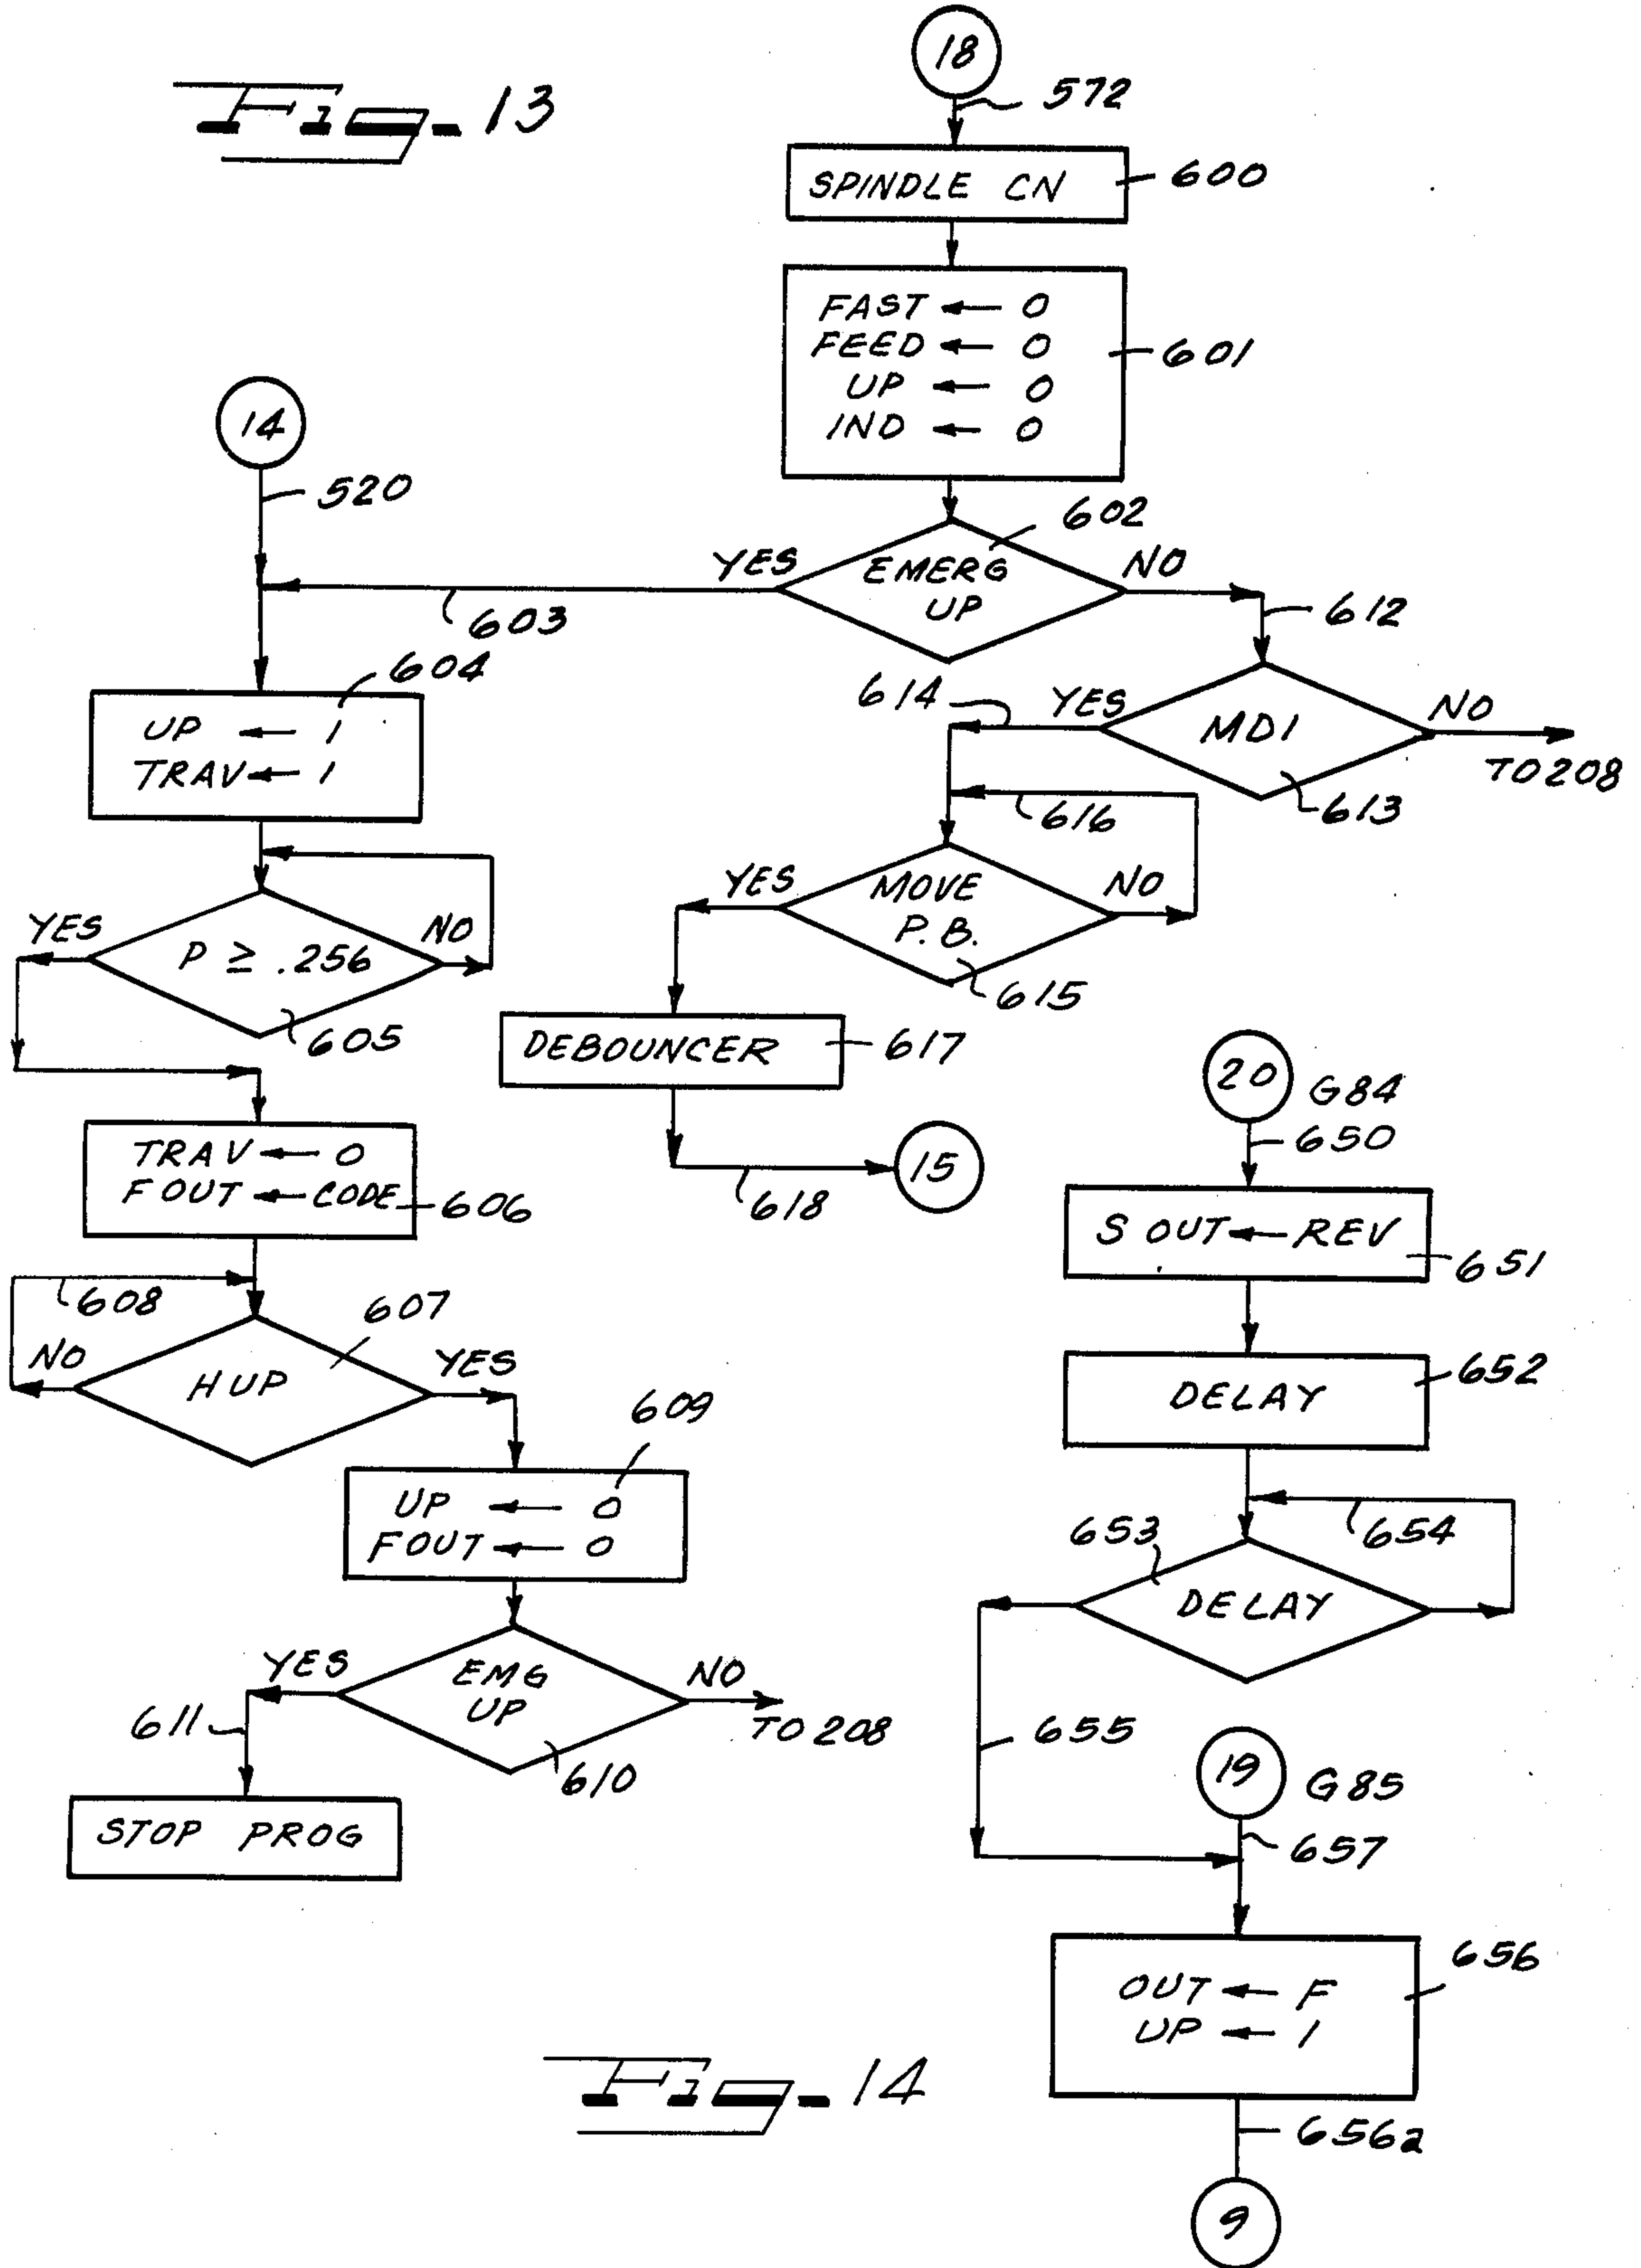 Fig-13
18
572
SPINDLE CN
600
FAST ← 0
FEED ← 0
UP ← 0
IND ← 0
601
14
520
602
YES
EMERG
UP
NO
603
612
604
UP ← 1
TRAV ← 1
614
YES
MDI
NO
TO 208
613
616
YES
MOVE
P.B.
NO
615
YES
P ≥ .256
NO
605
DEBOUNCER
617
15
618
TRAV ← 0
F OUT ← CODE
606
608
607
NO
HUP
YES
609
UP ← 0
FOUT ← 0
YES
EMG
UP
NO
TO 208
611
610
STOP PROG
20
G84
650
S OUT ← REV
651
DELAY
652
653
654
DELAY
655
19
G85
657
OUT ← F
UP ← 1
656
656a
9
Fig-14